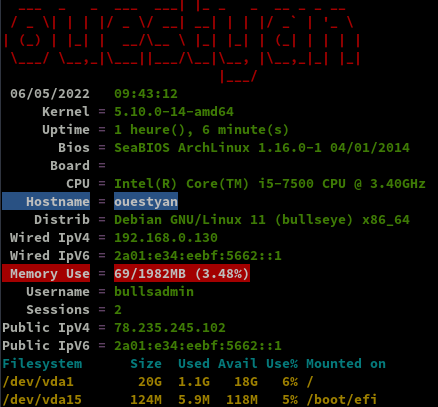 06/05/2022 09:43:12
Kernel = 5.10.0-14-amd64
Uptime = 1 heure(), 6 minute(s)
Bios = SeaBIOS ArchLinux 1.16.0-1 04/01/2014
Board =
CPU = Intel(R) Core(TM) i5-7500 CPU @ 3.40GHz
Hostname = ouestyan
Distrib = Debian GNU/Linux 11 (bullseye) x86_64
Wired IpV4 = 192.168.0.130
Wired IpV6 = 2a01:e34:eebf:5662::1
Memory Use = 69/1982MB (3.48%)
Username = bullsadmin
Sessions = 2
Public IpV4 = 78.235.245.102
Public IpV6 = 2a01:e34:eebf:5662::1
Filesystem Size Used Avail Use% Mounted on
/dev/vda1 20G 1.1G 18G 6% /
/dev/vda15 124M 5.9M 118M 5% /boot/efi